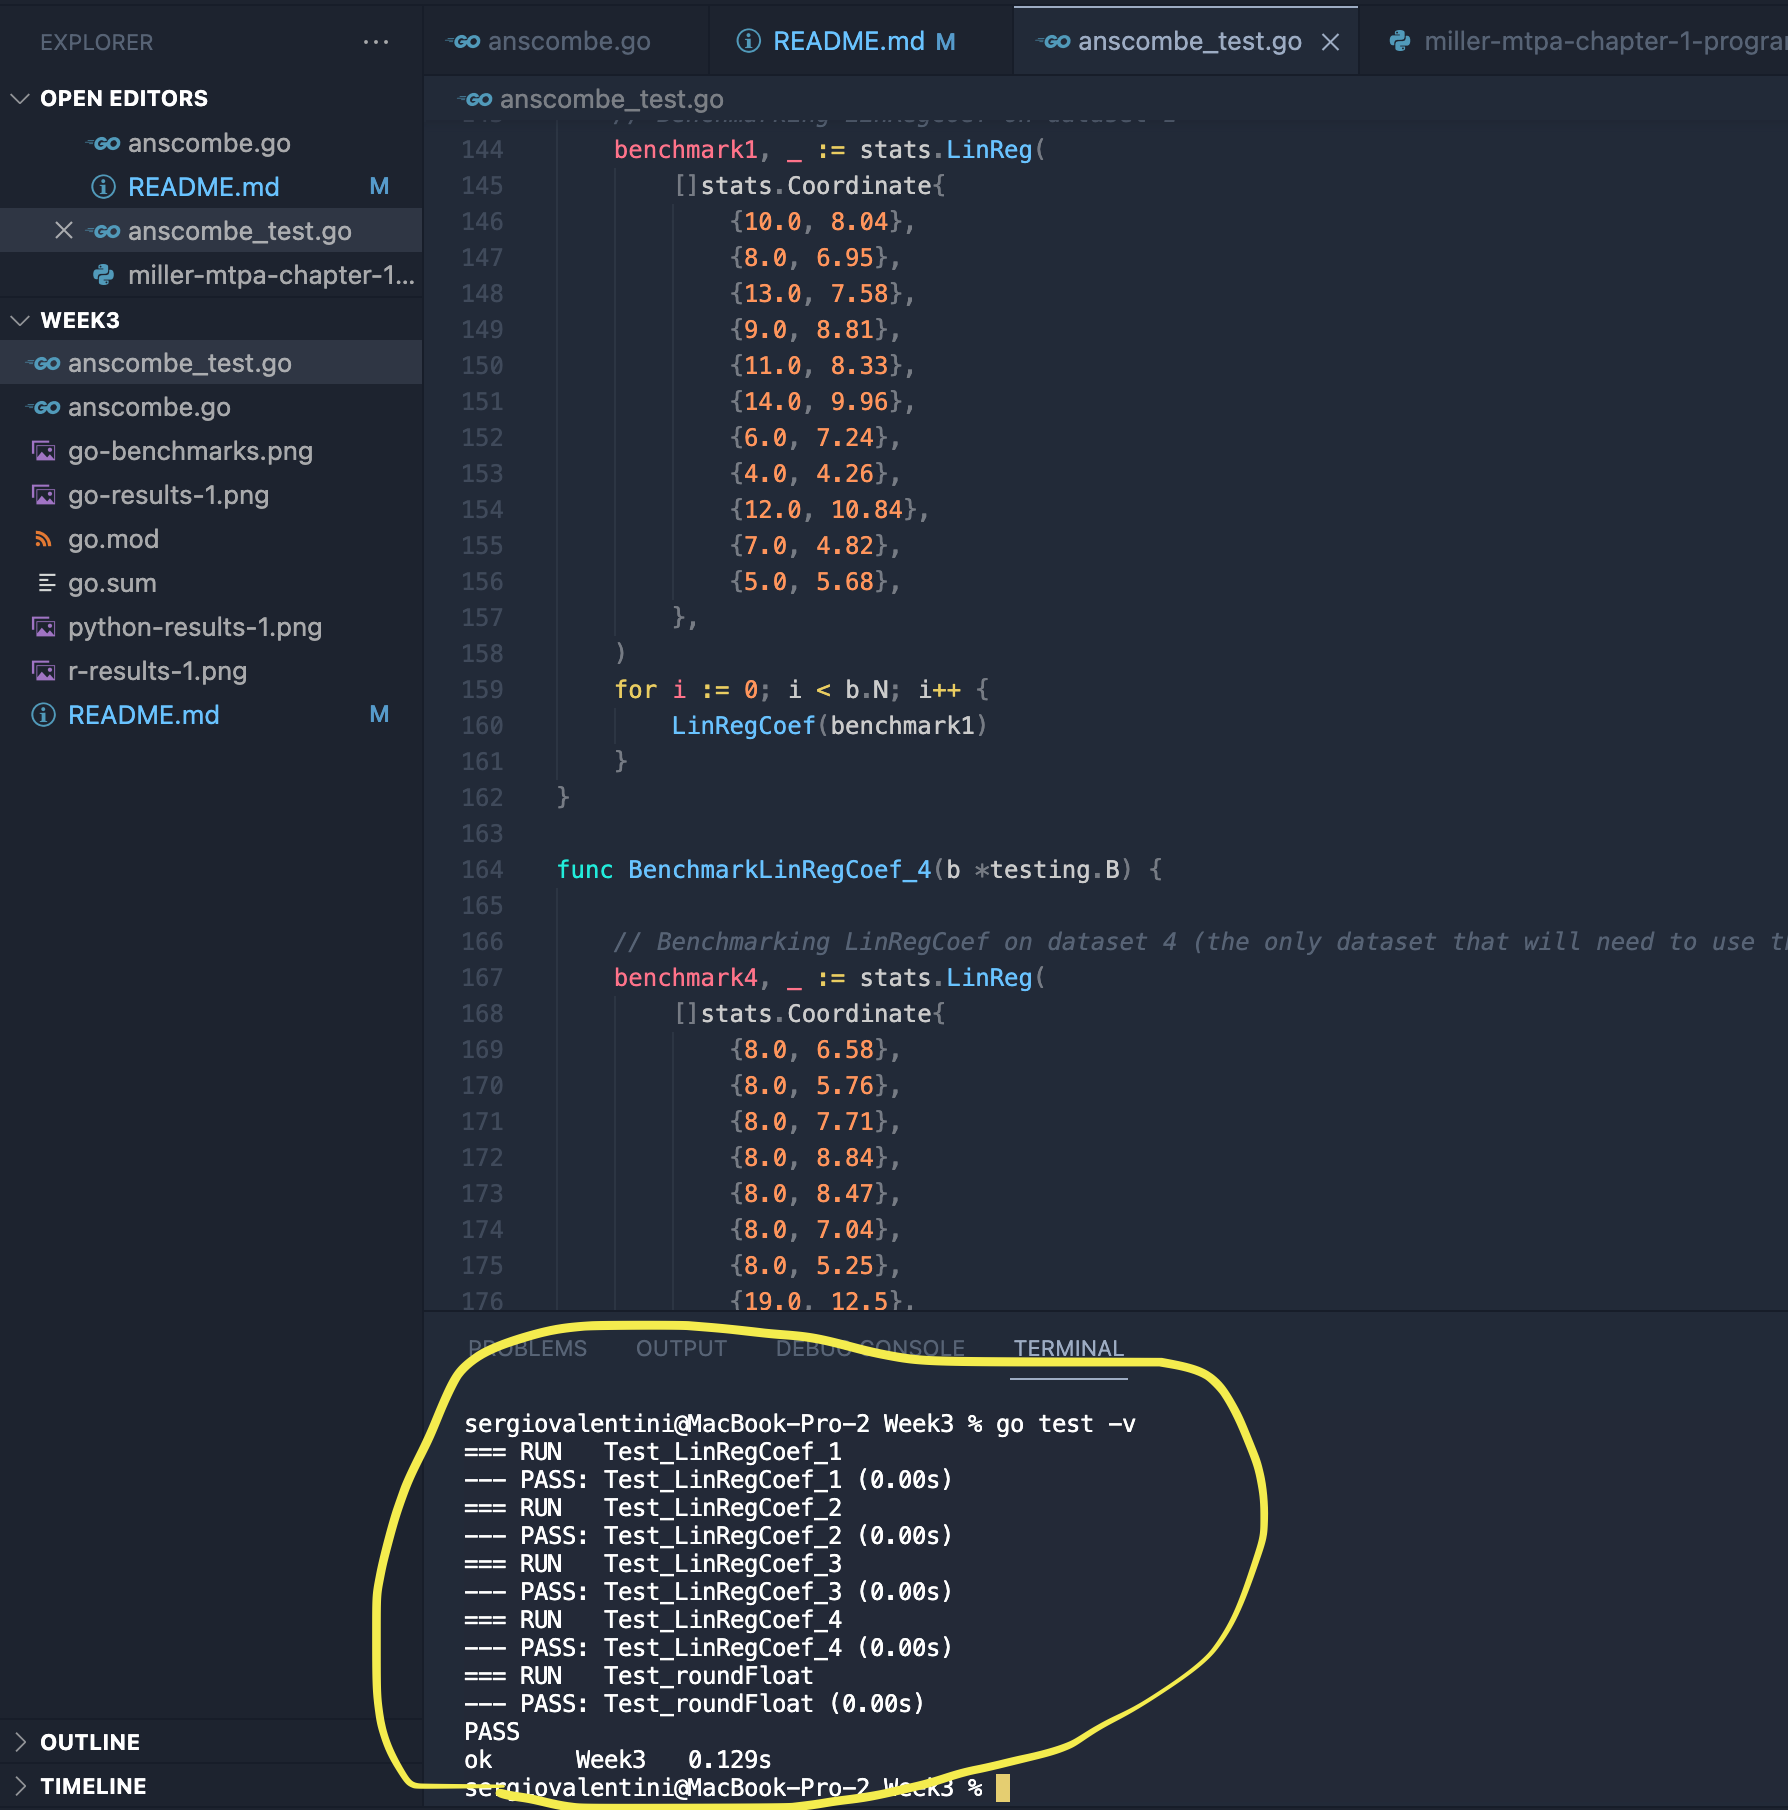 EXPLORER
OPEN EDITORS
anscombe.go
README.md M
anscombe_test.go
miller-mtpa-chapter-1...
WEEK3
anscombe_test.go
anscombe.go
go-benchmarks.png
go-results-1.png
go.mod
go.sum
python-results-1.png
r-results-1.png
README.md M
OUTLINE
TIMELINE
GO anscombe.go README.md M GO anscombe_test.go miller-mtpa-chapter-1-progra
GO anscombe_test.go
144 benchmark1, _ := stats.LinReg(
145 []stats.Coordinate{
146 {10.0, 8.04},
147 {8.0, 6.95},
148 {13.0, 7.58},
149 {9.0, 8.81},
150 {11.0, 8.33},
151 {14.0, 9.96},
152 {6.0, 7.24},
153 {4.0, 4.26},
154 {12.0, 10.84},
155 {7.0, 4.82},
156 {5.0, 5.68},
157 },
158 )
159 for i := 0; i < b.N; i++ {
160 LinRegCoef(benchmark1)
161 }
162 }
163
164 func BenchmarkLinRegCoef_4(b *testing.B) {
165
166 // Benchmarking LinRegCoef on dataset 4 (the only dataset that will need to use
167 benchmark4, _ := stats.LinReg(
168 []stats.Coordinate{
169 {8.0, 6.58},
170 {8.0, 5.76},
171 {8.0, 7.71},
172 {8.0, 8.84},
173 {8.0, 8.47},
174 {8.0, 7.04},
175 {8.0, 5.25},
176 {19.0, 12.5},
PROBLEMS OUTPUT DEBUG CONSOLE TERMINAL
sergiovalentini@MacBook-Pro-2 Week3 % go test -v
=== RUN Test_LinRegCoef_1
--- PASS: Test_LinRegCoef_1 (0.00s)
=== RUN Test_LinRegCoef_2
--- PASS: Test_LinRegCoef_2 (0.00s)
=== RUN Test_LinRegCoef_3
--- PASS: Test_LinRegCoef_3 (0.00s)
=== RUN Test_LinRegCoef_4
--- PASS: Test_LinRegCoef_4 (0.00s)
=== RUN Test_roundFloat
--- PASS: Test_roundFloat (0.00s)
PASS
ok Week3 0.129s
sergiovalentini@MacBook-Pro-2 Week3 %